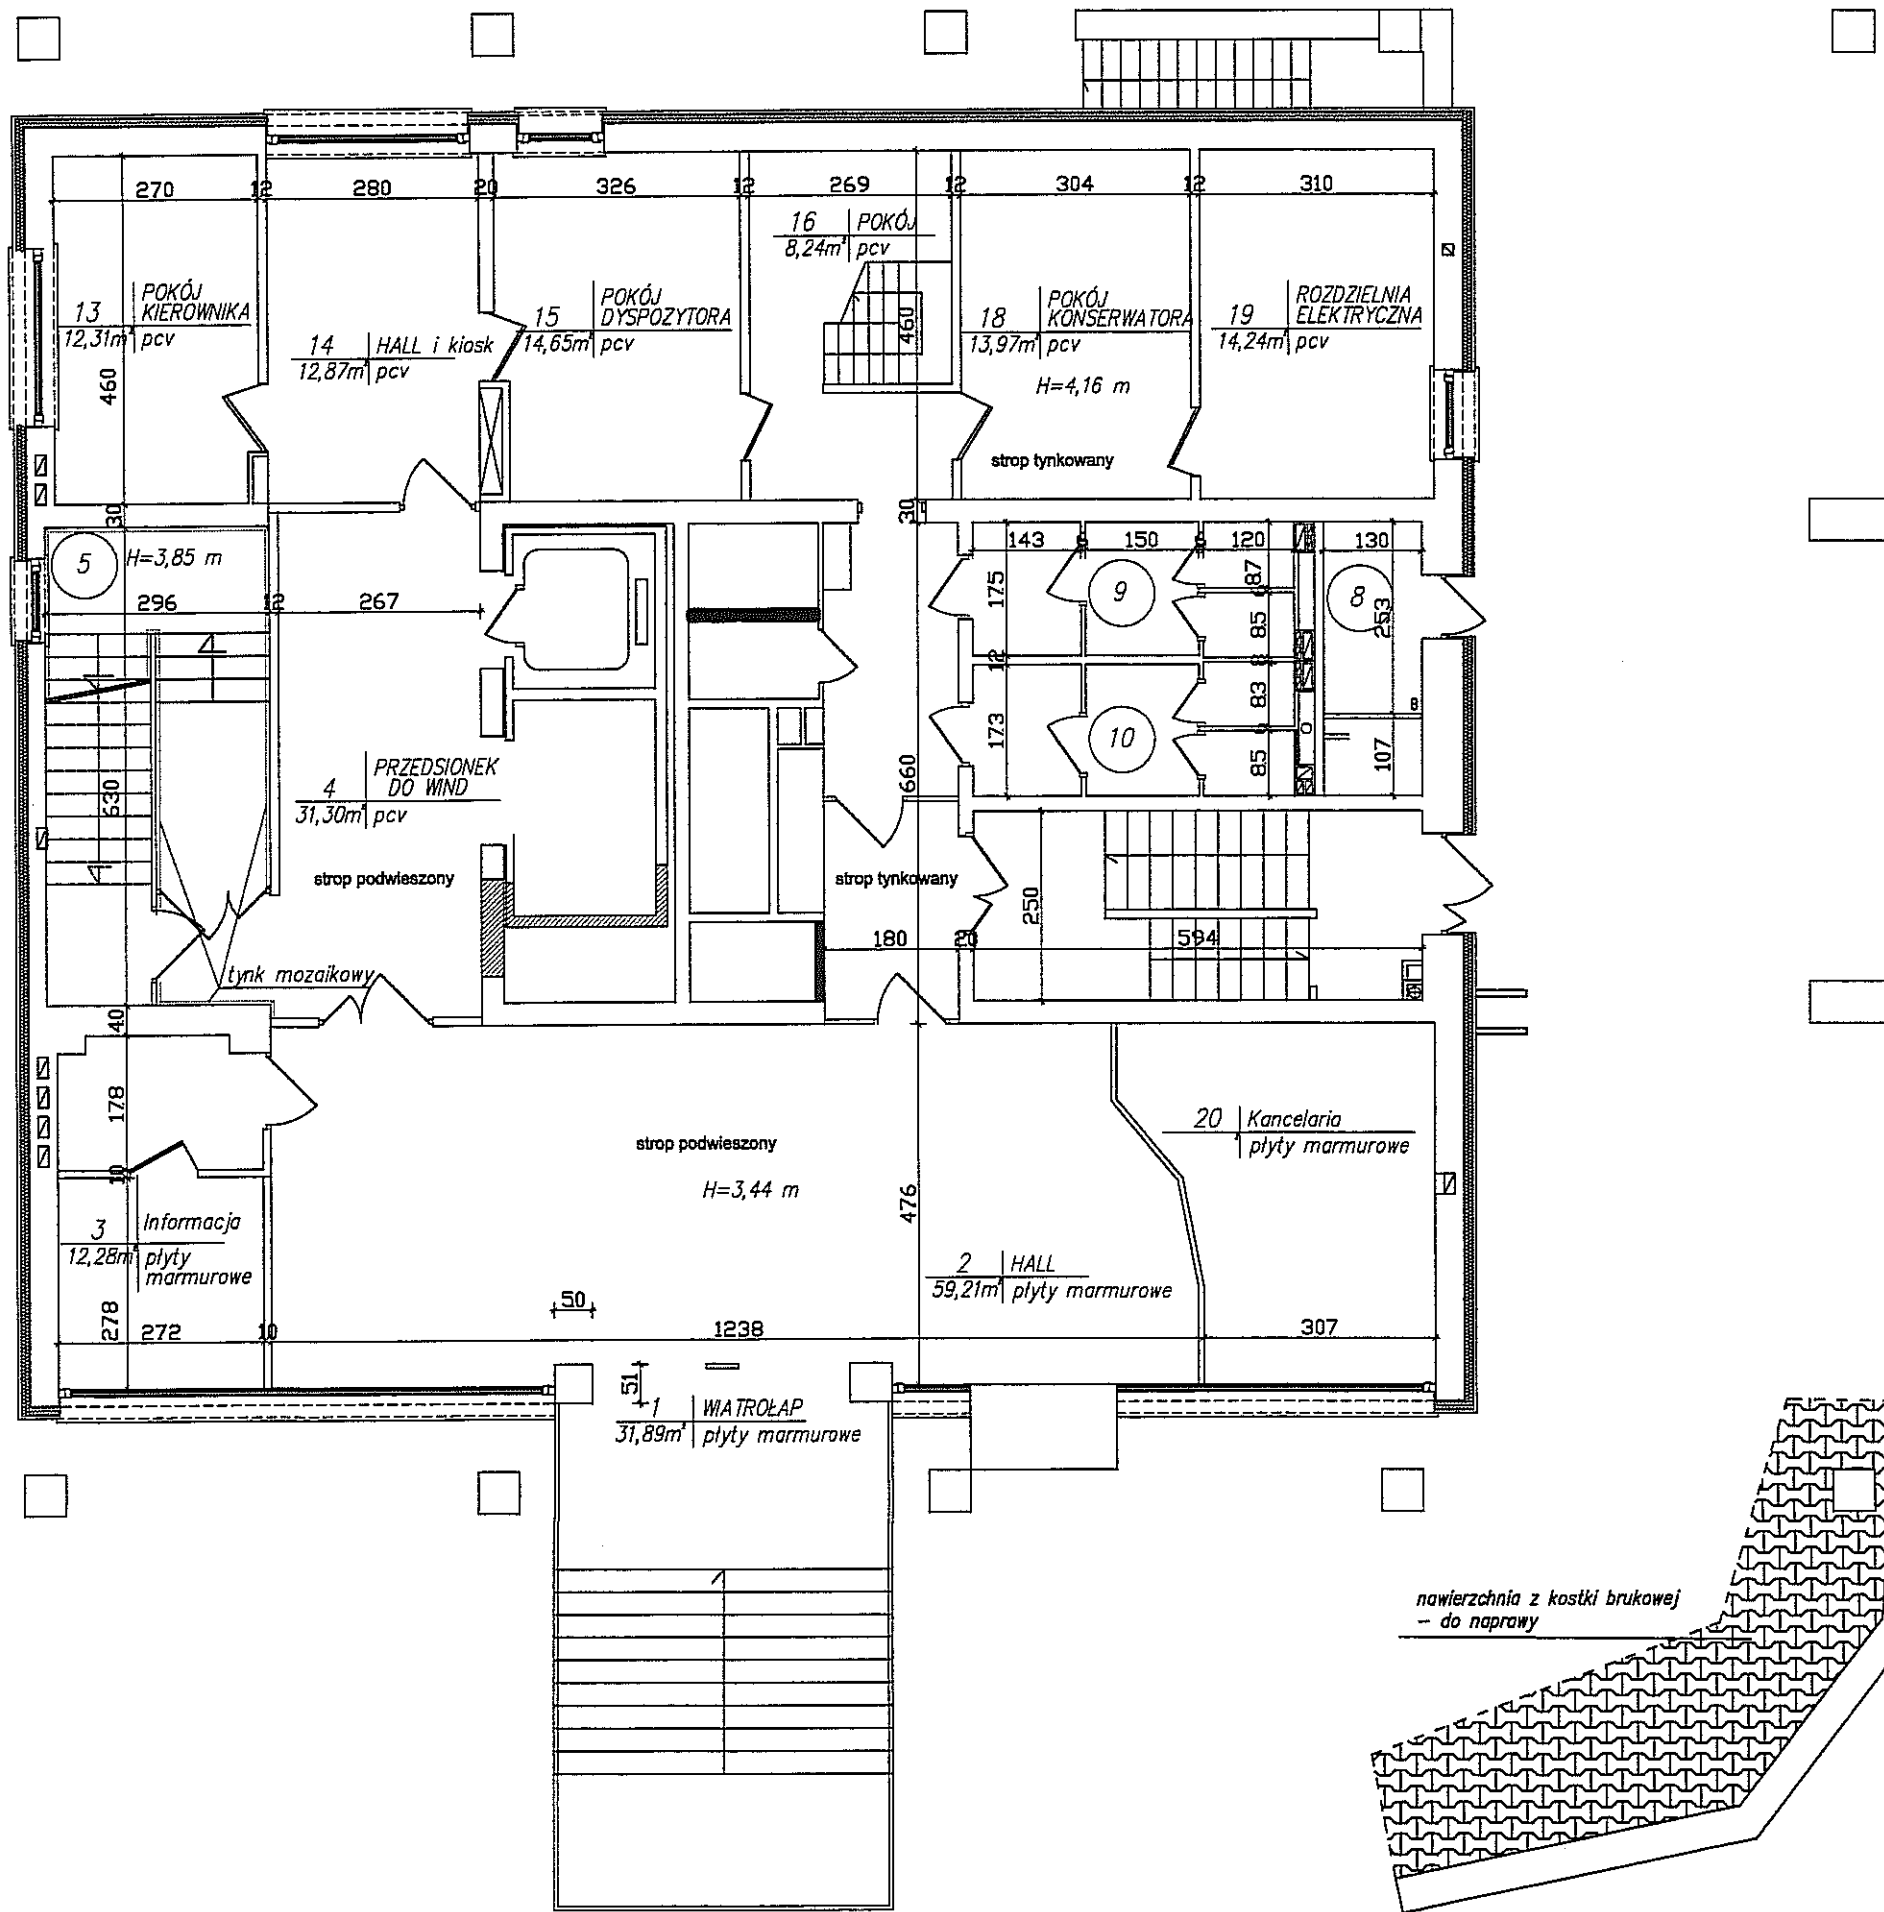 270
12
280
20
326
12
269
12
304
12
310
16 POKÓJ
8,24m² pcv
13 POKÓJ
KIEROWNIKA
12,31m² pcv
14 HALL i kiosk
12,87m² pcv
15 POKÓJ
DYSPOZYTORA
14,65m² pcv
18 POKÓJ
KONSERWATORA
13,97m² pcv
19 ROZDZIELNIA
ELEKTRYCZNA
14,24m² pcv
460
460
H=4,16 m
strop tynkowany
30
30
5
H=3,85 m
296
12
267
143
150
120
130
175
9
87
8
253
85
12
83
8
173
10
85
107
630
660
4 PRZEDSIONEK
DO WIND
31,30m² pcv
strop podwieszony
strop tynkowany
250
180
20
594
tynk mozaikowy
40
178
10
20 Kancelaria
płyty marmurowe
strop podwieszony
H=3,44 m
476
3 Informacja
12,28m² płyty
marmurowe
2 HALL
59,21m² płyty marmurowe
278
50
272
10
1238
307
51
1 WIATROŁAP
31,89m² płyty marmurowe
nawierzchnia z kostki brukowej
- do naprawy